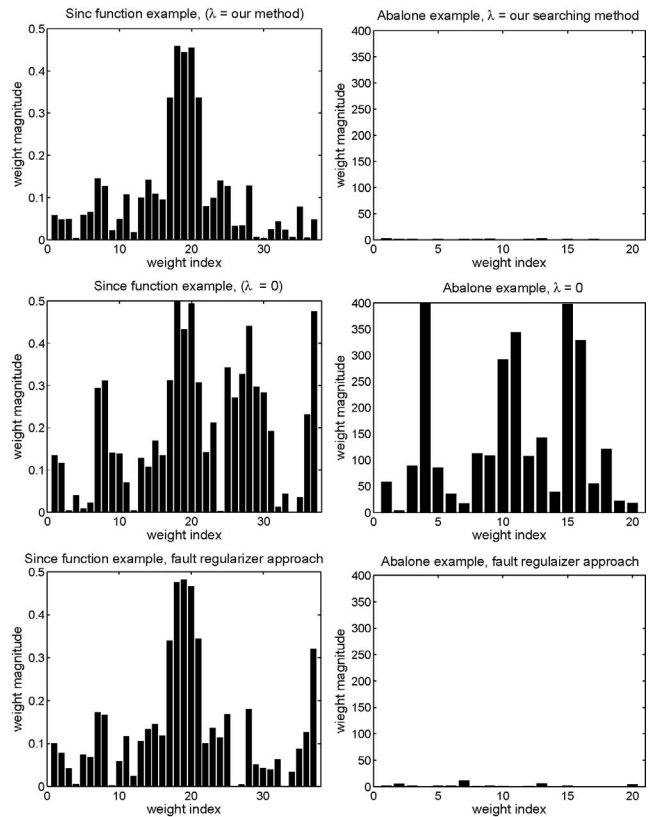 Sinc function example, (λ = our method)
0.5
0.4
0.3
0.2
0.1
0
weight magnitude
0 10 20 30
weight index
Abalone example, λ = our searching method
400
350
300
250
200
150
100
50
0
weight magnitude
0 5 10 15 20
weight index
Since function example, (λ = 0)
0.5
0.4
0.3
0.2
0.1
0
weight magnitude
0 10 20 30
weight index
Abalone example, λ = 0
400
350
300
250
200
150
100
50
0
weight magnitude
0 5 10 15 20
weight index
Since function example, fault regularizer approach
0.5
0.4
0.3
0.2
0.1
0
weight magnitude
0 10 20 30
weight index
Abalone example, fault regulaizer approach
400
350
300
250
200
150
100
50
0
wieght magnitude
0 5 10 15 20
weight index